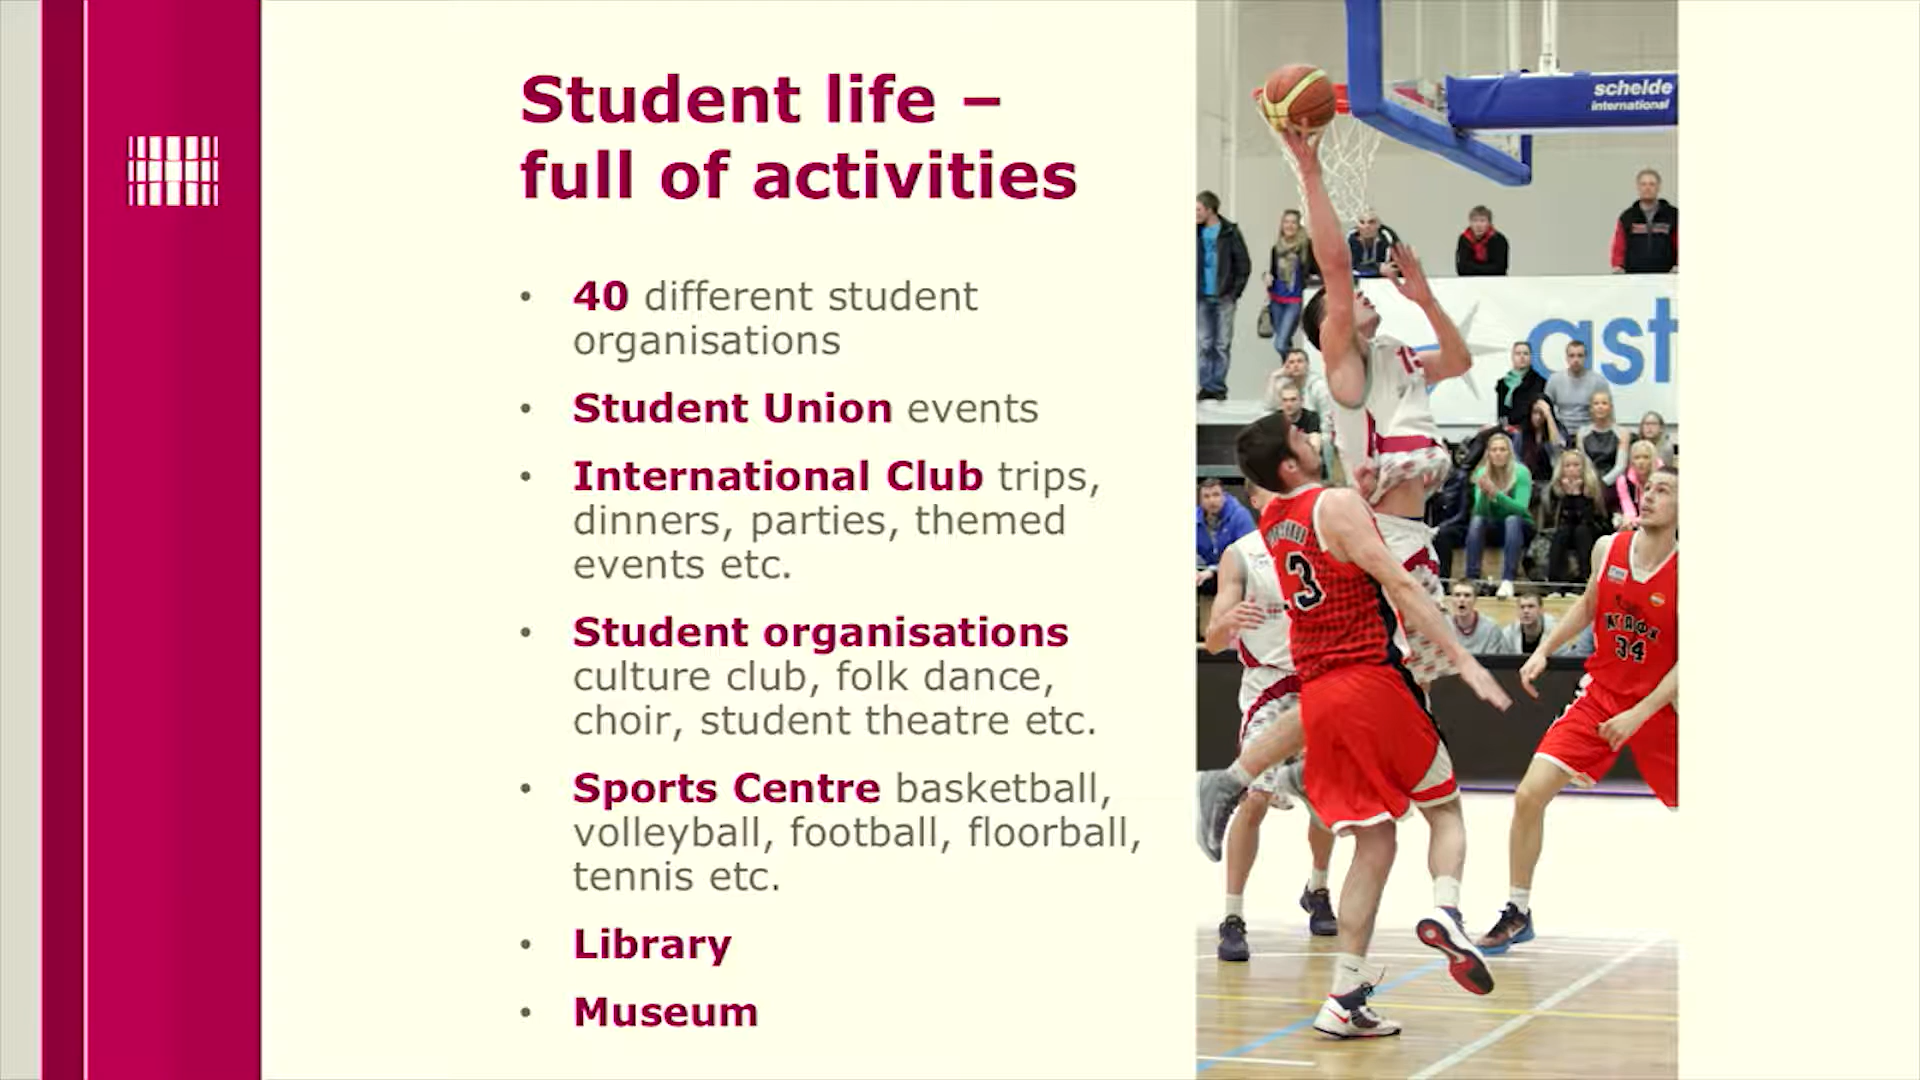 Student life –
full of activities
• 40 different student
organisations
• Student Union events
• International Club trips,
dinners, parties, themed
events etc.
• Student organisations
culture club, folk dance,
choir, student theatre etc.
• Sports Centre basketball,
volleyball, football, floorball,
tennis etc.
• Library
• Museum
schelde
international
ast
13
34